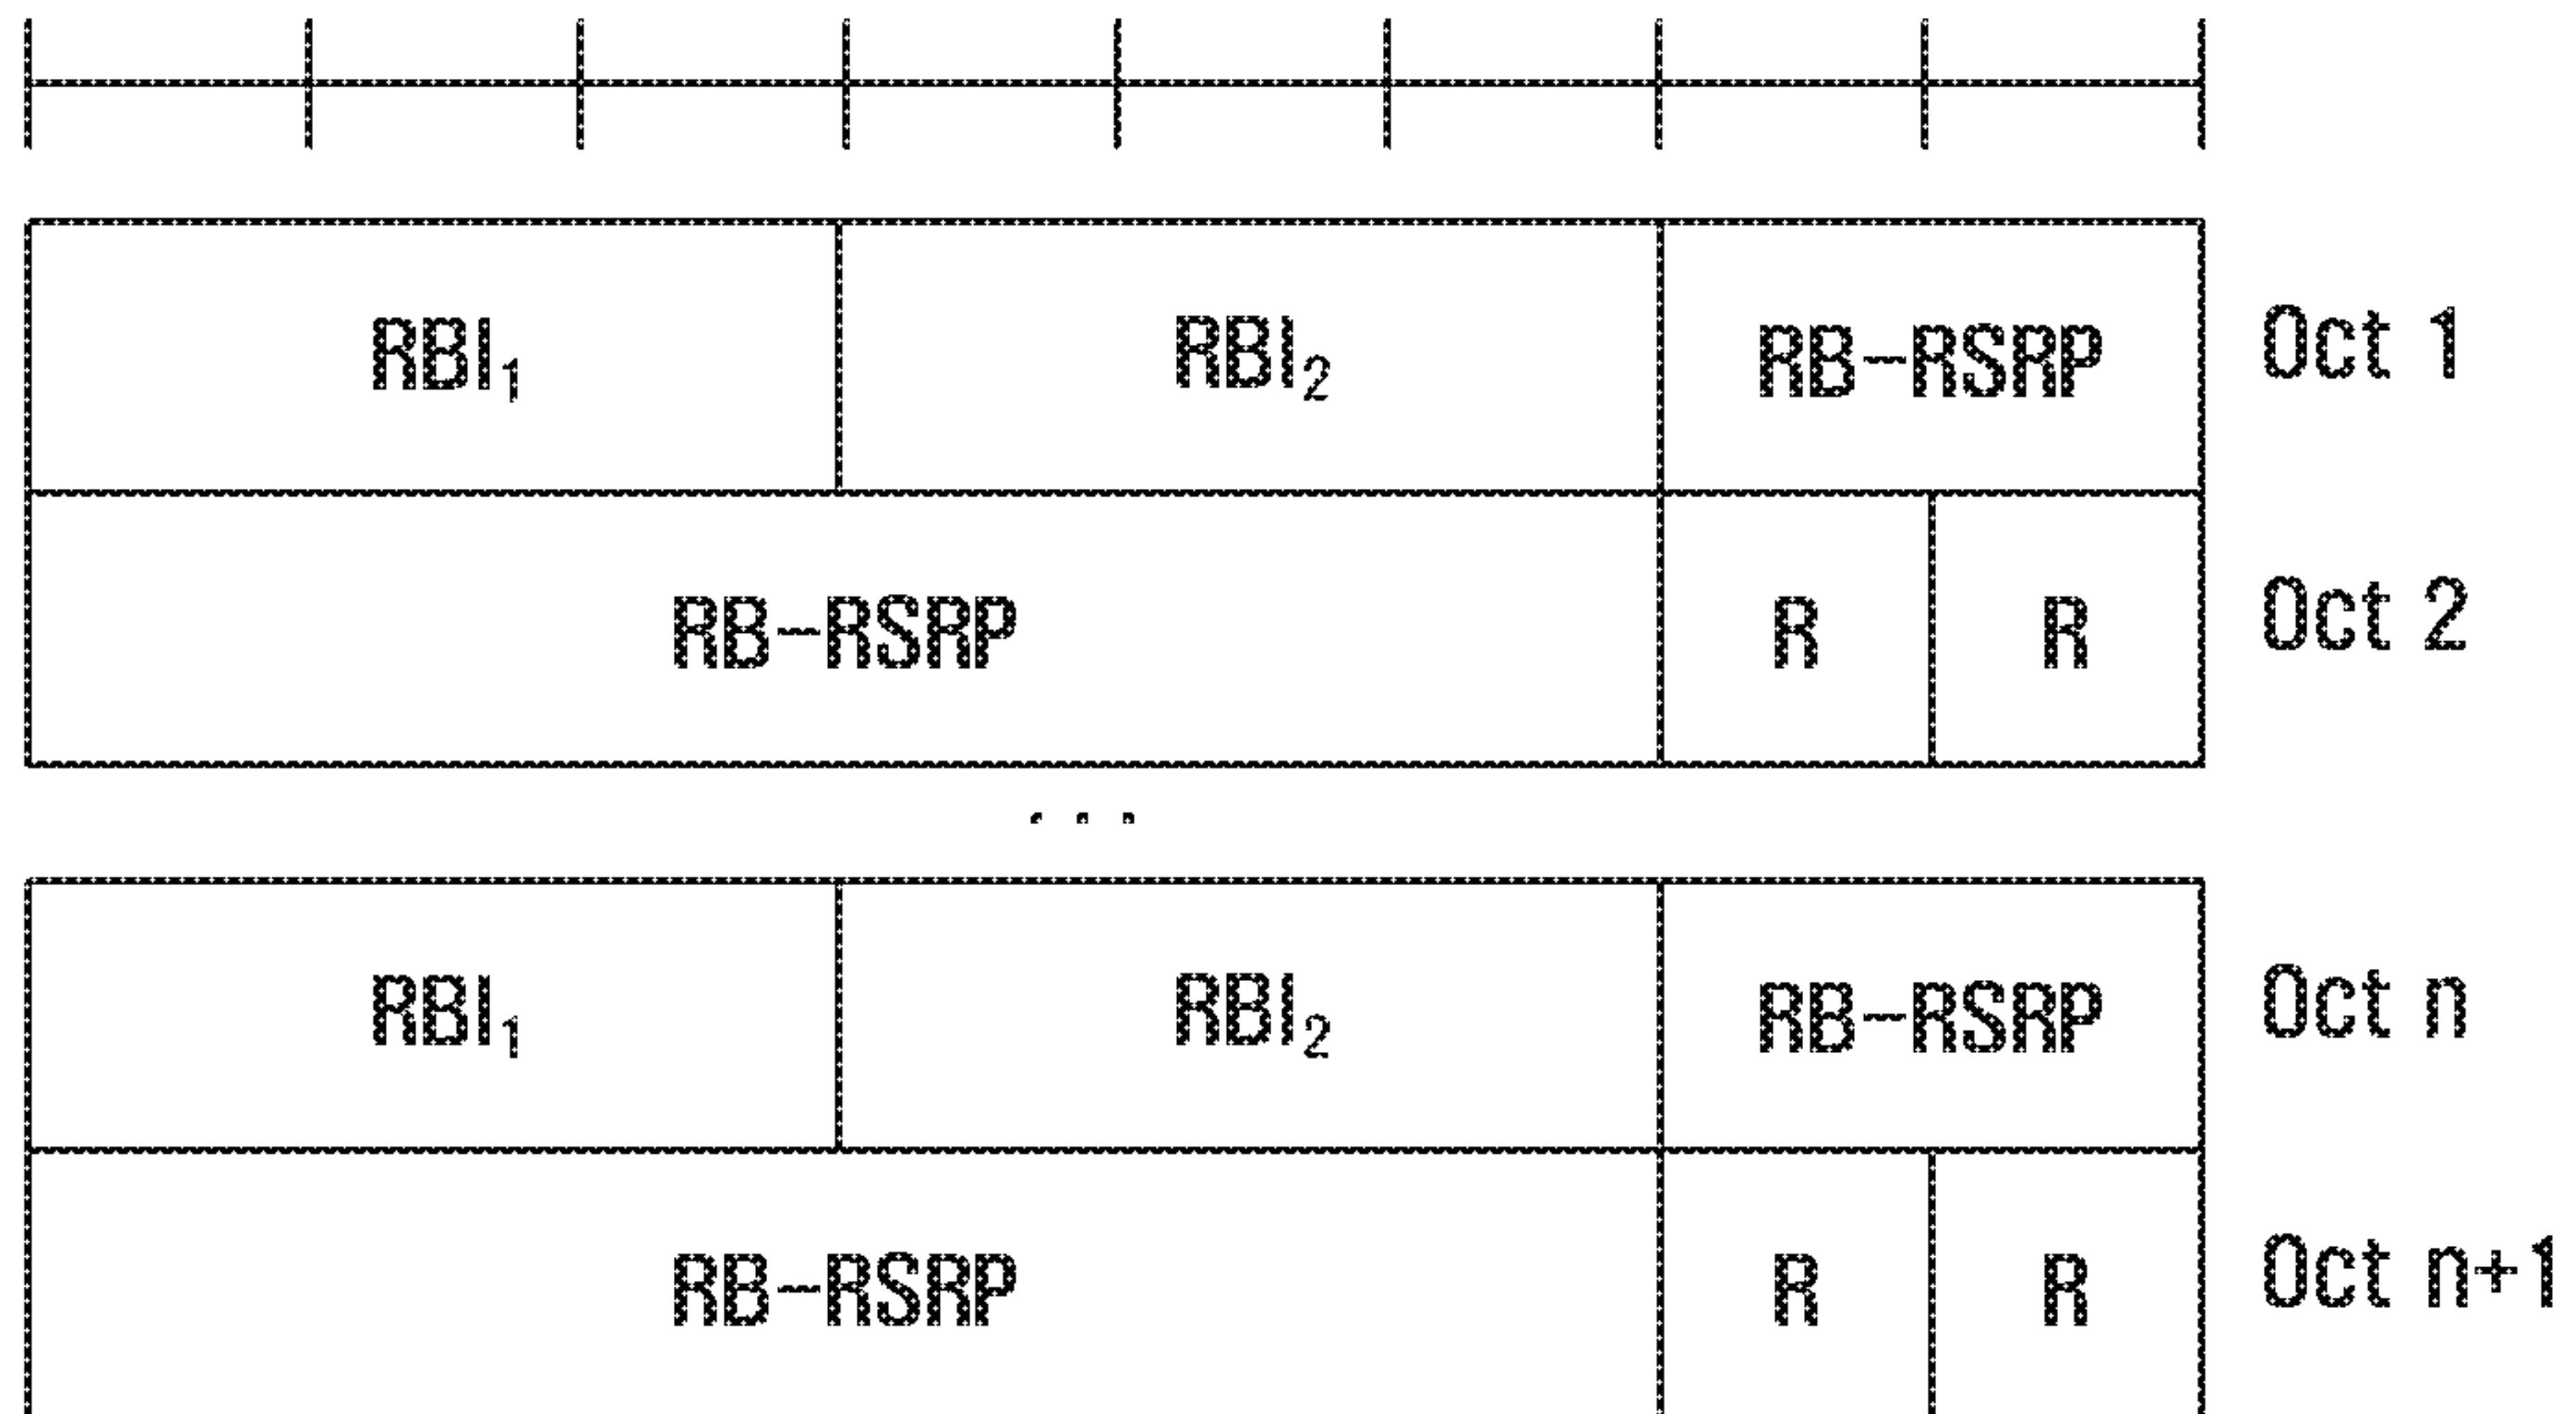 RBI₁ RBI₂ RB-RSRP Oct 1
RB-RSRP R R Oct 2
...
RBI₁ RBI₂ RB-RSRP Oct n
RB-RSRP R R Oct n+1